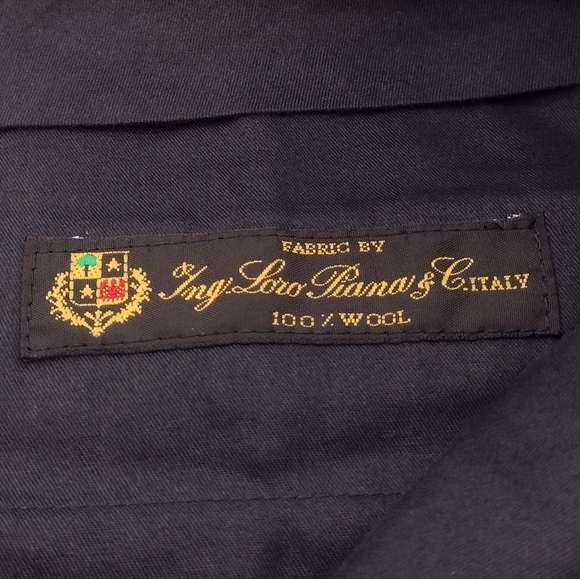 FABRIC BY
Ing. Loro Piana & C. ITALY
100% WOOL